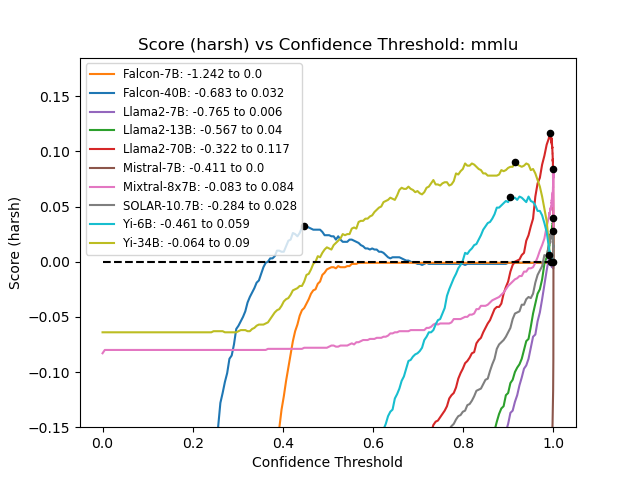 Score (harsh) vs Confidence Threshold: mmlu
Falcon-7B: -1.242 to 0.0
Falcon-40B: -0.683 to 0.032
Llama2-7B: -0.765 to 0.006
Llama2-13B: -0.567 to 0.04
Llama2-70B: -0.322 to 0.117
Mistral-7B: -0.411 to 0.0
Mixtral-8x7B: -0.083 to 0.084
SOLAR-10.7B: -0.284 to 0.028
Yi-6B: -0.461 to 0.059
Yi-34B: -0.064 to 0.09
Score (harsh)
0.15
0.10
0.05
0.00
−0.05
−0.10
−0.15
0.0 0.2 0.4 0.6 0.8 1.0
Confidence Threshold